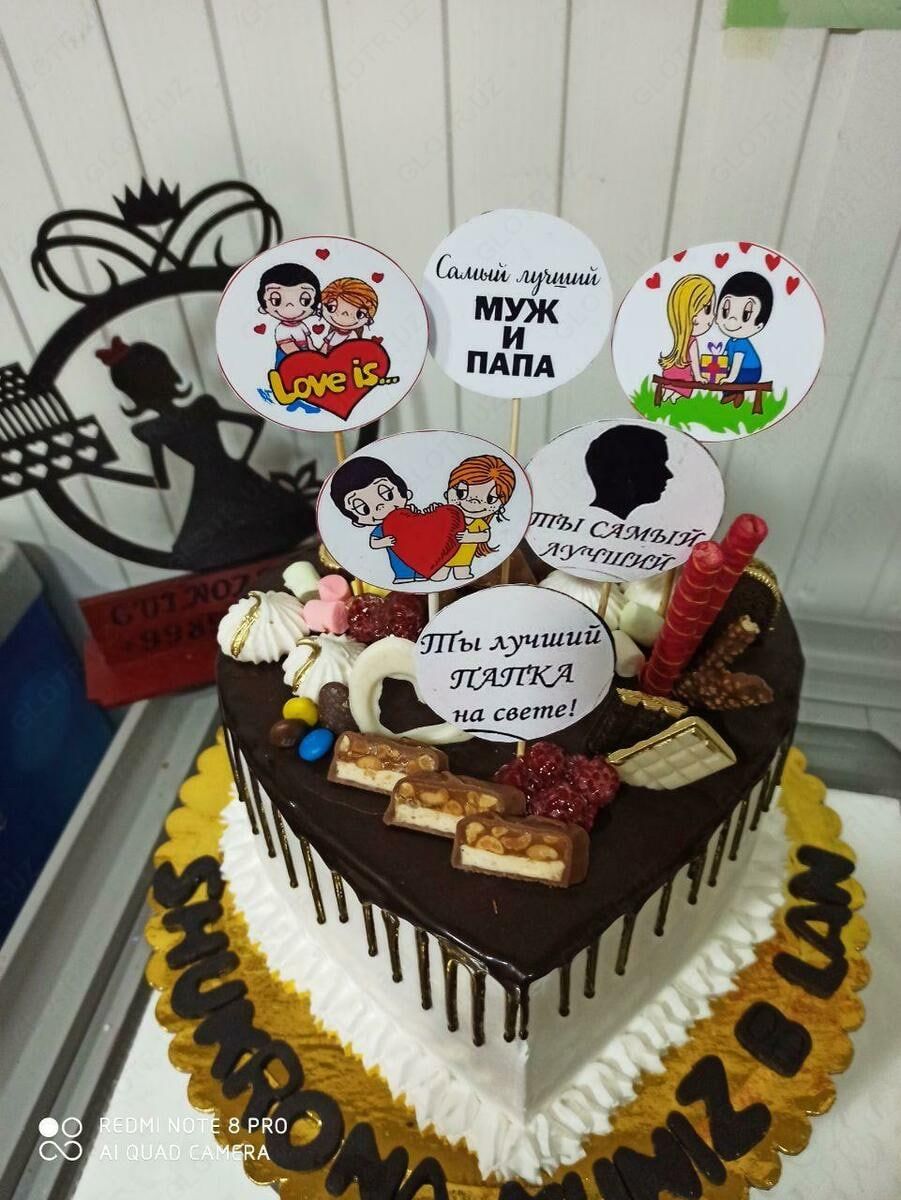 Love is...
Самый лучший
МУЖ
И
ПАПА
ТЫ САМЫЙ
ЛУЧШИЙ
Ты лучший
ПАПКА
на свете!
B LAN
REDMI NOTE 8 PRO
AI QUAD CAMERA